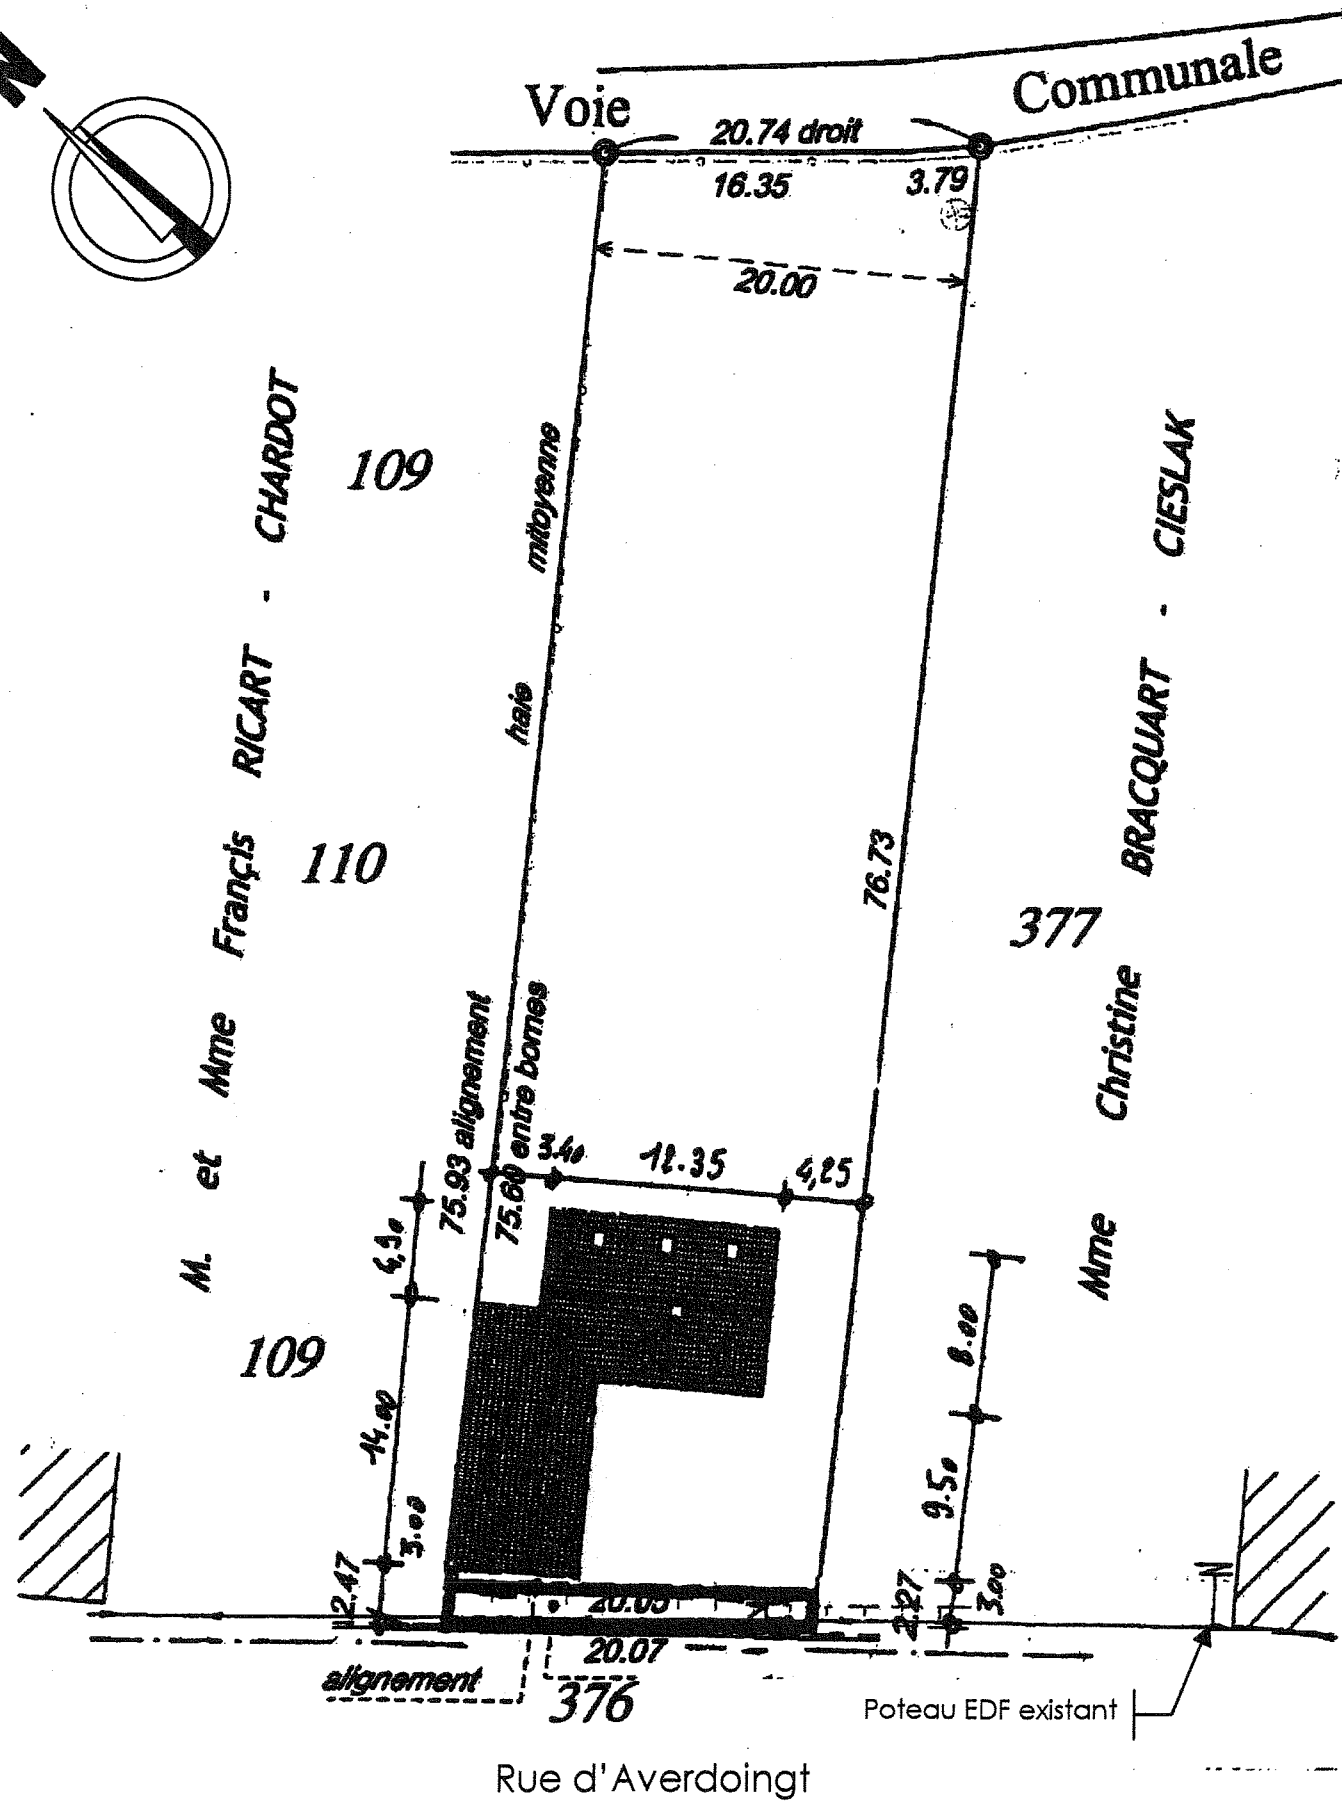 N
Voie
Communale
20.74 droit
16.35
3.79
20.00
M. et Mme Françis RICART - CHARDOT
109
110
109
haie mitoyenne
76.73
377
Mme Christine BRACQUART - CIESLAK
75.93 alignement
75.60 entre bornes
3.40
12.35
4,25
4,90
14.00
3.00
2.47
8.00
9.50
3.00
2.27
20.05
20.07
alignement
376
Poteau EDF existant
Rue d'Averdoingt